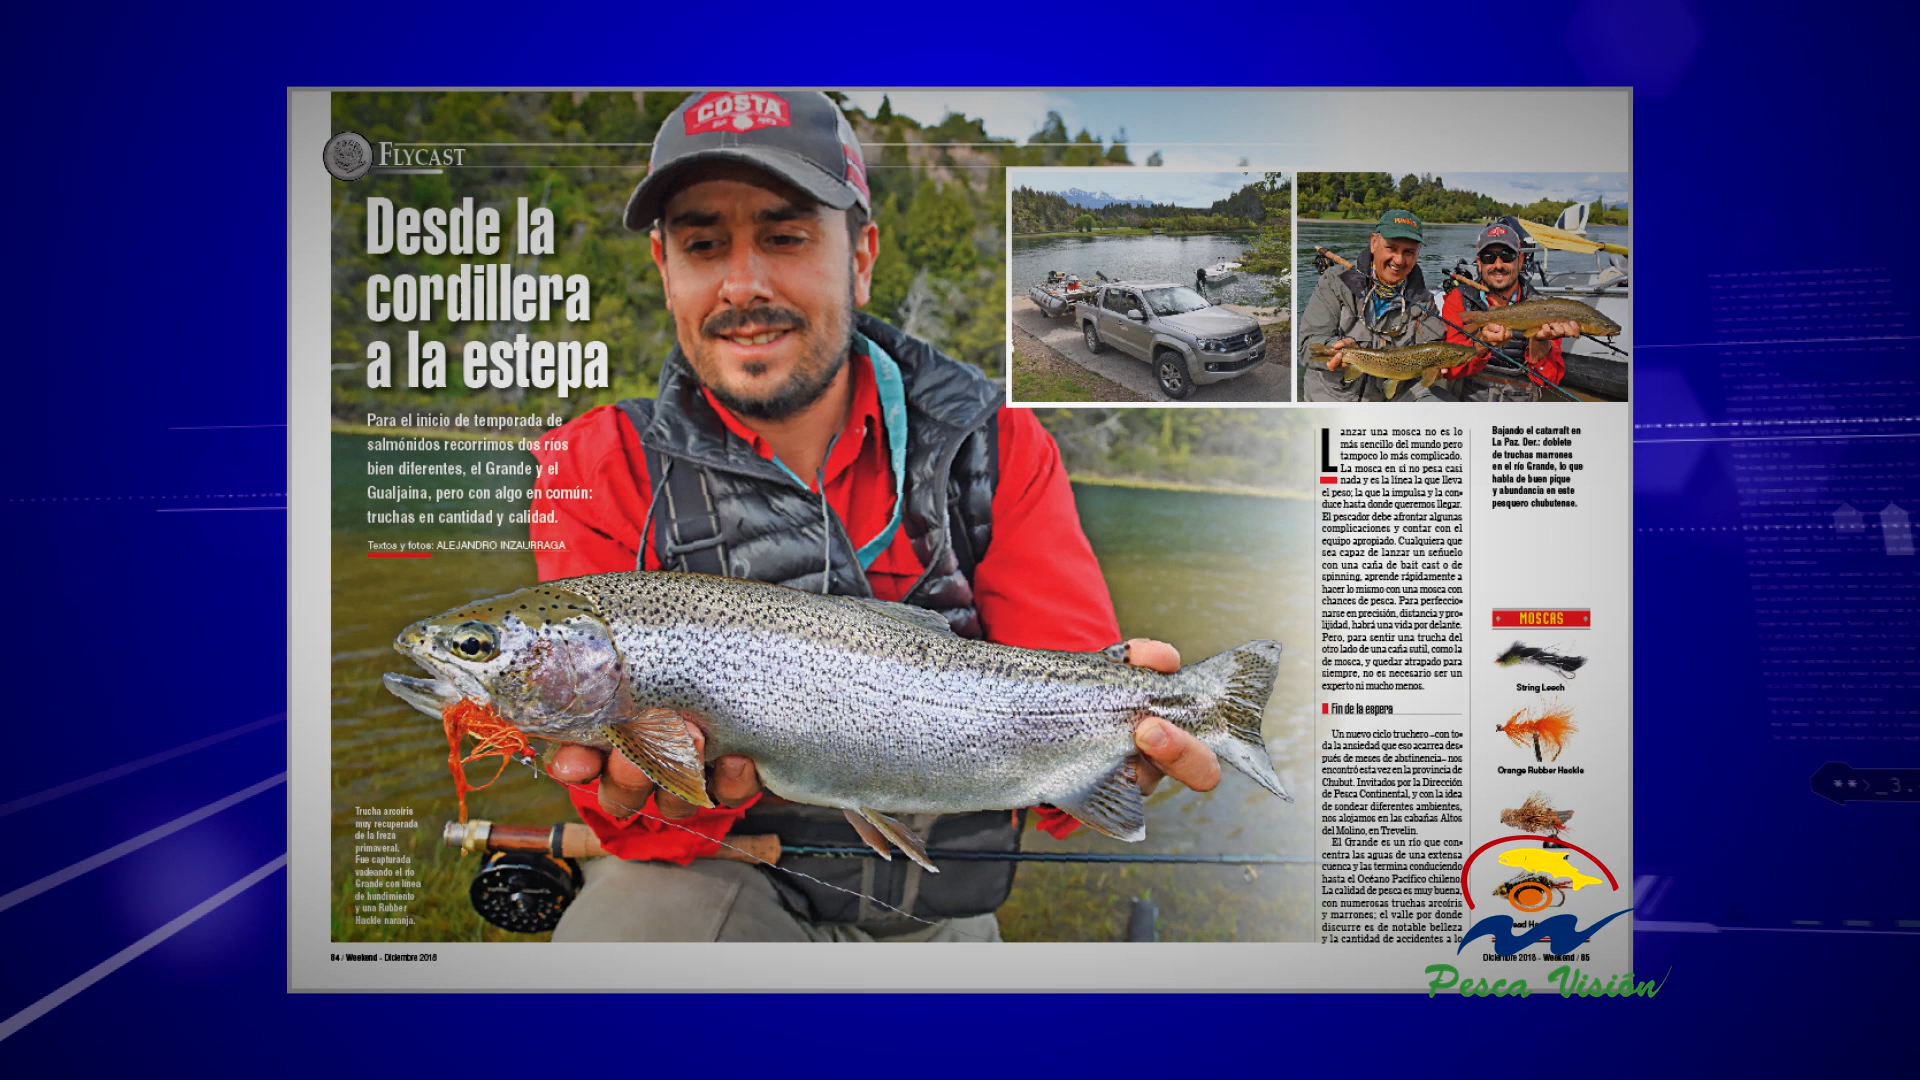 COSTA
FLYCAST
Desde la
cordillera
a la estepa
Para el inicio de temporada de
salmónidos recorrimos dos ríos
bien diferentes, el Grande y el
Gualjaina, pero con algo en común:
truchas en cantidad y calidad.
Textos y fotos: ALEJANDRO INZAURRAGA
Trucha arcoíris
muy recuperada
de la freza
primaveral.
Fue capturada
vadeando el río
Grande con línea
de hundimiento
y una Rubber
Hackle naranja.
84 / Weekend - Diciembre 2018
Lanzar una mosca no es lo
más sencillo del mundo pero
tampoco lo más complicado.
La mosca en sí no pesa casi
nada y es la línea la que lleva
el peso; la que la impulsa y la con-
duce hasta donde queremos llegar.
El pescador debe afrontar algunas
complicaciones y contar con el
equipo apropiado. Cualquiera que
sea capaz de lanzar un señuelo
con una caña de bait cast o de
spinning, aprende rápidamente a
hacer lo mismo con una mosca con
chances de pesca. Para perfeccio-
narse en precisión, distancia y pro-
lijidad, habrá una vida por delante.
Pero, para sentir una trucha del
otro lado de una caña sutil, como la
de mosca, y quedar atrapado para
siempre, no es necesario ser un
experto ni mucho menos.
Fin de la espera
Un nuevo ciclo truchero –con to-
da la ansiedad que eso acarrea des-
pués de meses de abstinencia– nos
encontró esta vez en la provincia de
Chubut. Invitados por la Dirección
de Pesca Continental, y con la idea
de sondear diferentes ambientes,
nos alojamos en las cabañas Altos
del Molino, en Trevelin.
El Grande es un río que con-
centra las aguas de una extensa
cuenca y las termina conduciendo
hasta el Océano Pacífico chileno.
La calidad de pesca es muy buena,
con numerosas truchas arcoíris
y marrones; el valle por donde
discurre es de notable belleza
y la cantidad de accidentes a lo
Bajando el cataraft en
La Paz. Der.: doblete
de truchas marrones
en el río Grande, lo que
habla de buen pique
y abundancia en este
pesquero chubutense.
MOSCAS
String Leech
Orange Rubber Hackle
Diciembre 2018 - Weekend / 85
Pesca Visión